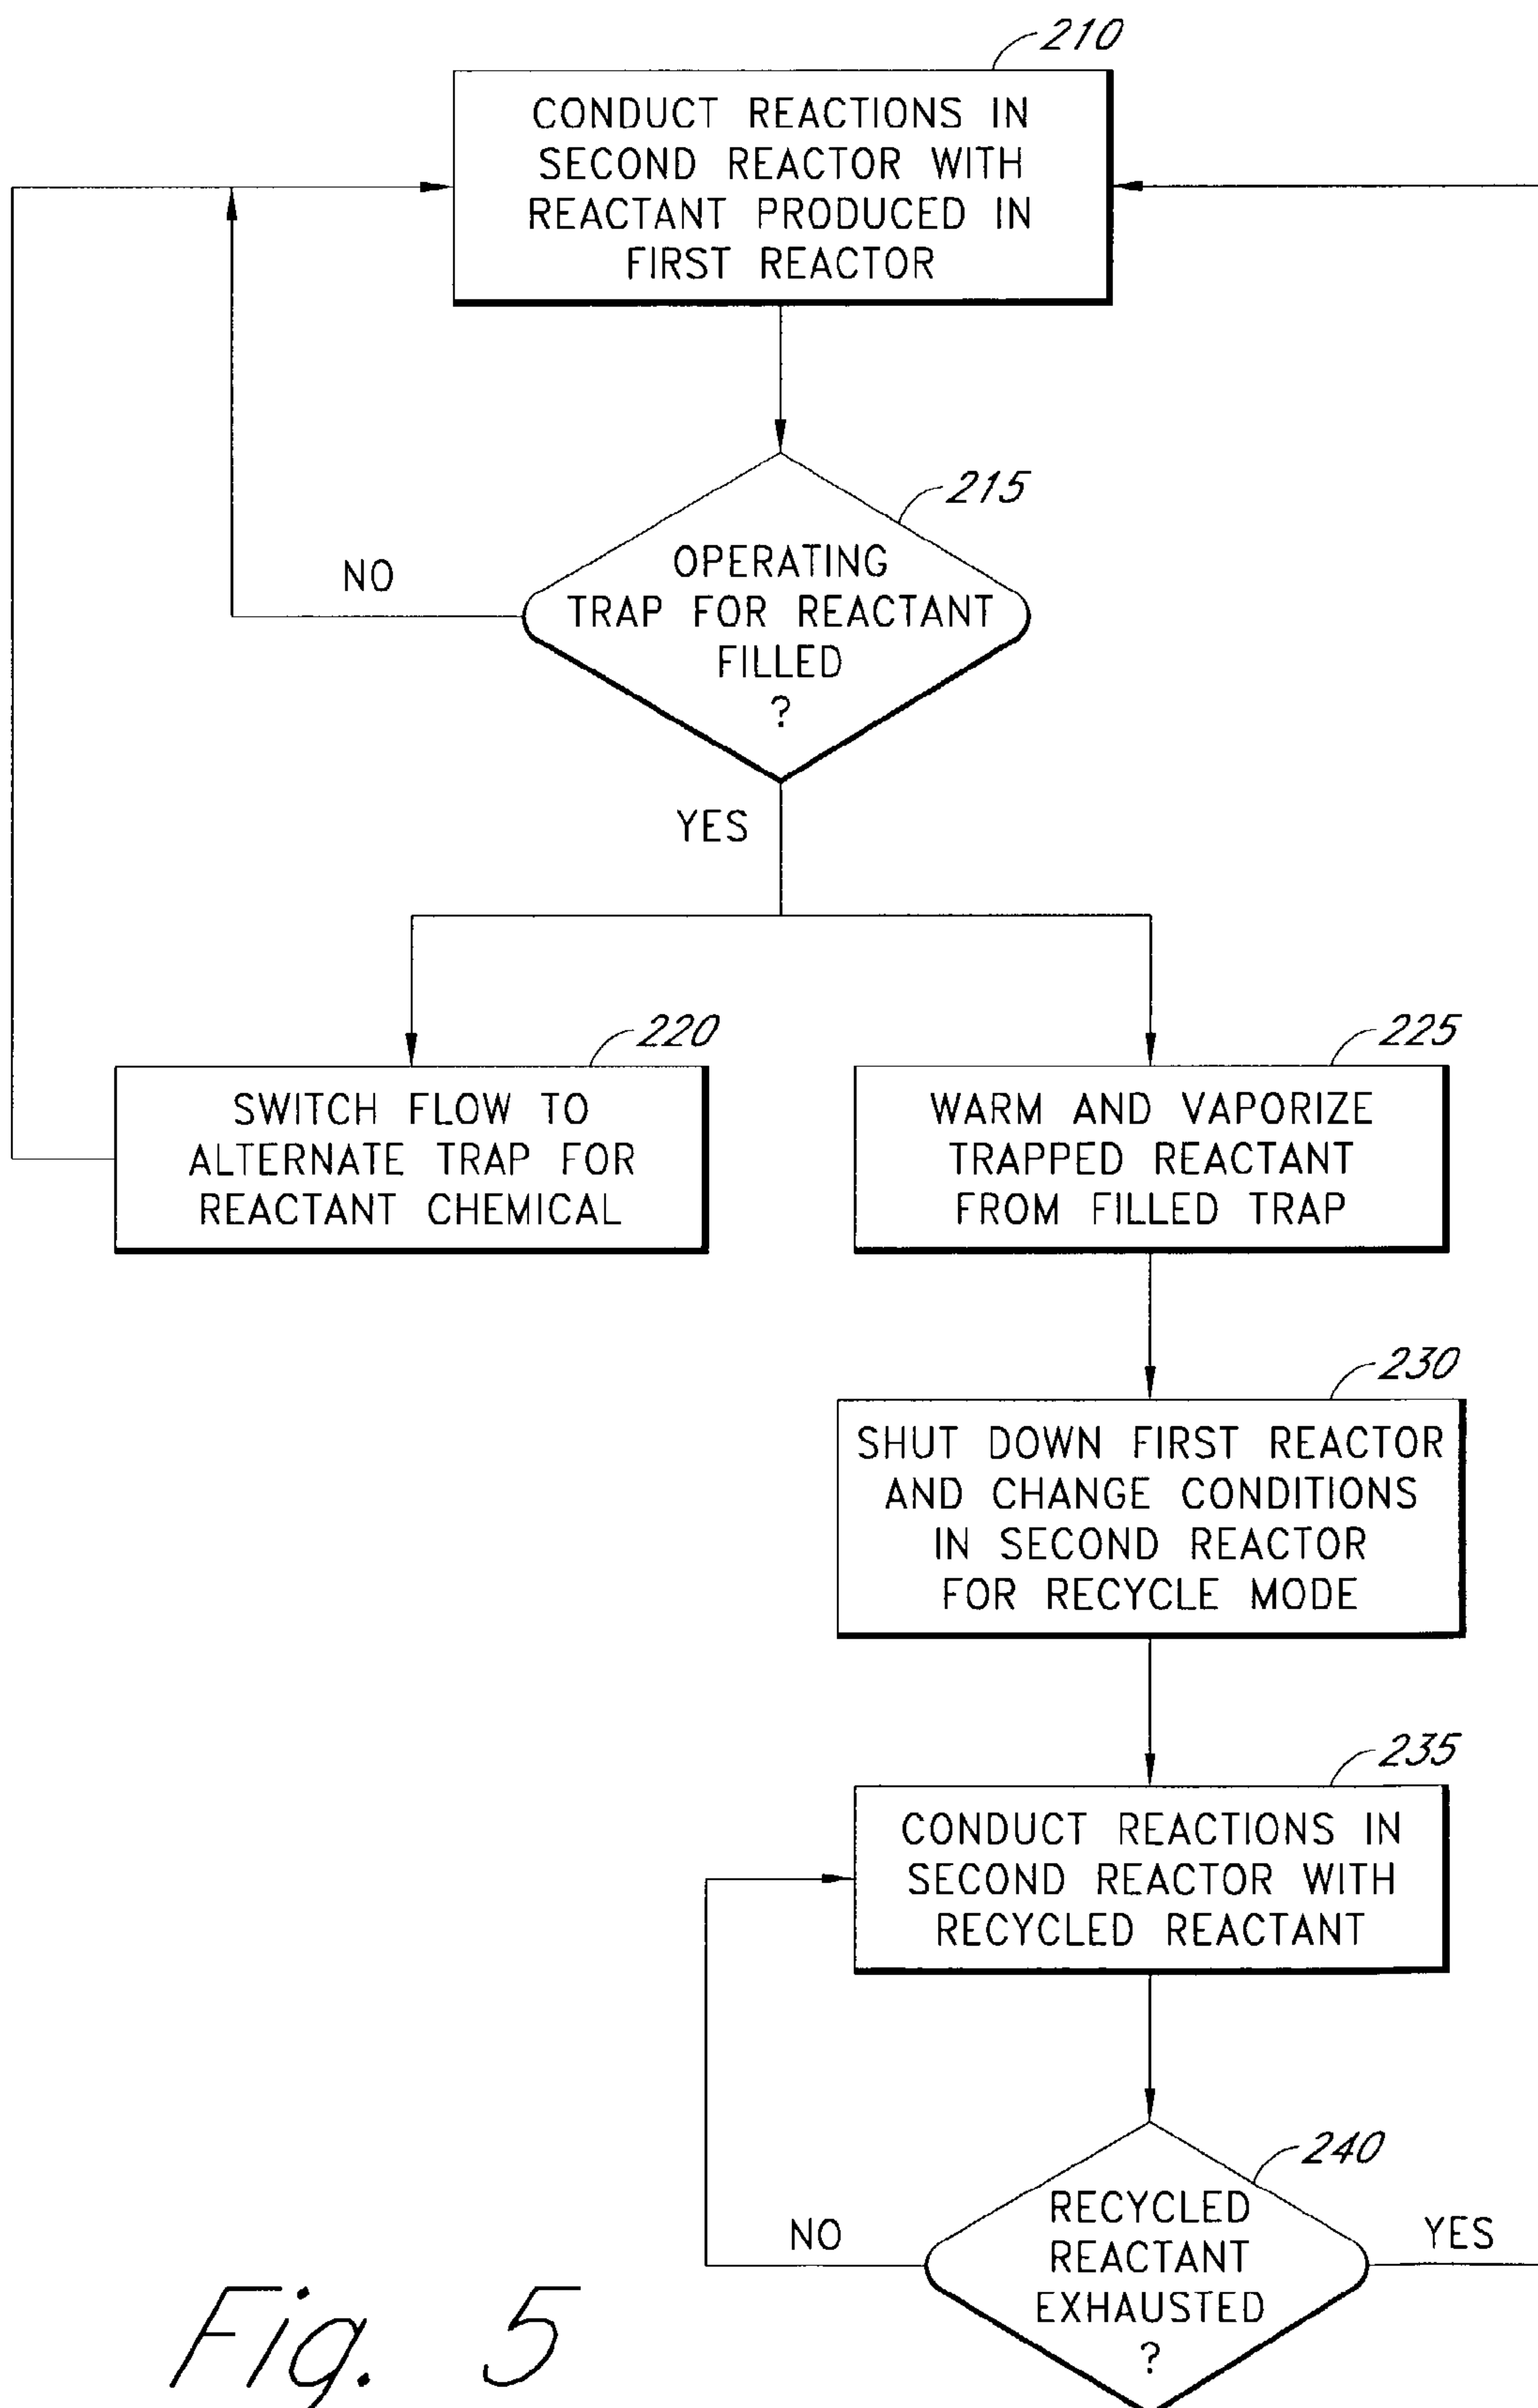 210
CONDUCT REACTIONS IN
SECOND REACTOR WITH
REACTANT PRODUCED IN
FIRST REACTOR
215
OPERATING
TRAP FOR REACTANT
FILLED
?
NO
YES
220
SWITCH FLOW TO
ALTERNATE TRAP FOR
REACTANT CHEMICAL
225
WARM AND VAPORIZE
TRAPPED REACTANT
FROM FILLED TRAP
230
SHUT DOWN FIRST REACTOR
AND CHANGE CONDITIONS
IN SECOND REACTOR
FOR RECYCLE MODE
235
CONDUCT REACTIONS IN
SECOND REACTOR WITH
RECYCLED REACTANT
240
RECYCLED
REACTANT
EXHAUSTED
?
NO
YES
Fig. 5